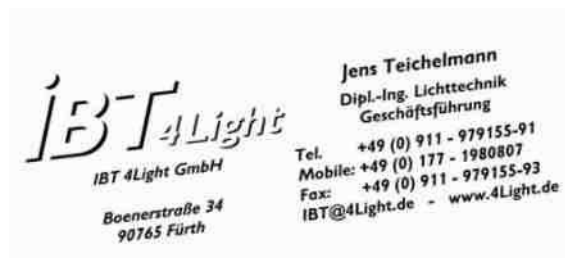 iBT 4Light
IBT 4Light GmbH
Boenerstraße 34
90765 Fürth
Jens Teichelmann
Dipl.-Ing. Lichttechnik
Geschäftsführung
Tel. +49 (0) 911 - 979155-91
Mobile: +49 (0) 177 - 1980807
Fax: +49 (0) 911 - 979155-93
IBT@4Light.de - www.4Light.de